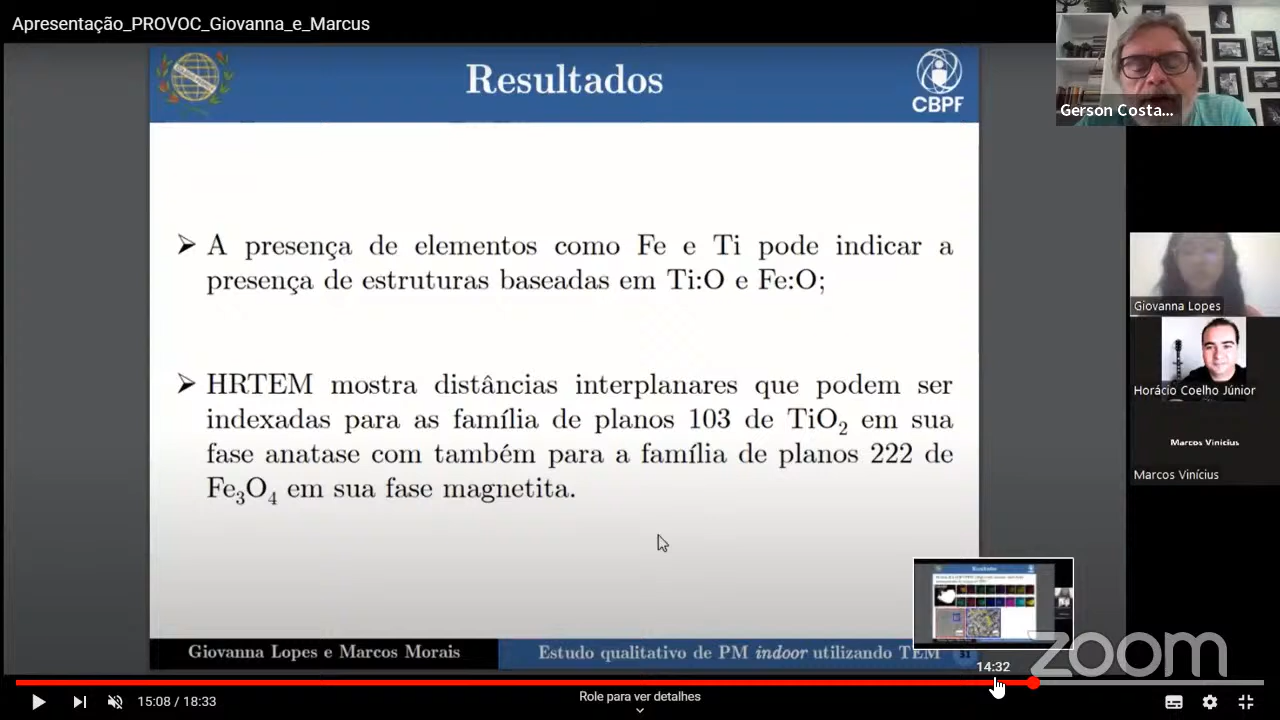 Apresentação_PROVOC_Giovanna_e_Marcus
Resultados
CBPF
Gerson Costa...
➤ A presença de elementos como Fe e Ti pode indicar a
presença de estruturas baseadas em Ti:O e Fe:O;
➤ HRTEM mostra distâncias interplanares que podem ser
indexadas para as família de planos 103 de TiO₂ em sua
fase anatase com também para a família de planos 222 de
Fe₃O₄ em sua fase magnetita.
Giovanna Lopes
Horácio Coelho Júnior
Marcos Vinicius
Marcos Vinícius
Resultados
Giovanna Lopes e Marcos Morais
Estudo qualitativo de PM indoor utilizando TEM
zoom
14:32
15:08 / 18:33
Role para ver detalhes